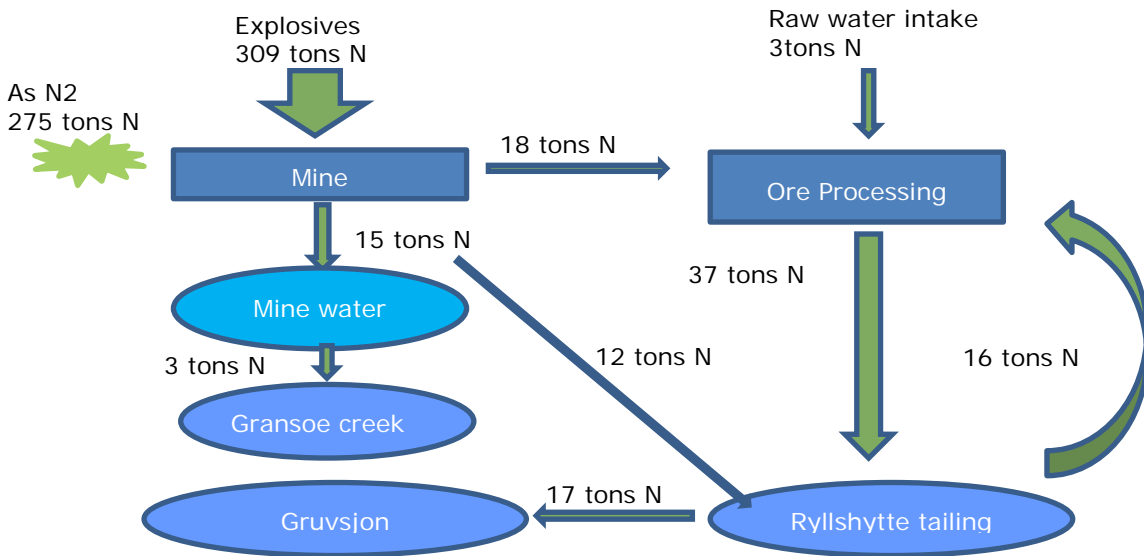 Explosives
309 tons N
Raw water intake
3tons N
As N2
275 tons N
18 tons N
Mine
Ore Processing
15 tons N
37 tons N
Mine water
3 tons N
12 tons N
16 tons N
Gransoe creek
17 tons N
Gruvsjon
Ryllshytte tailing